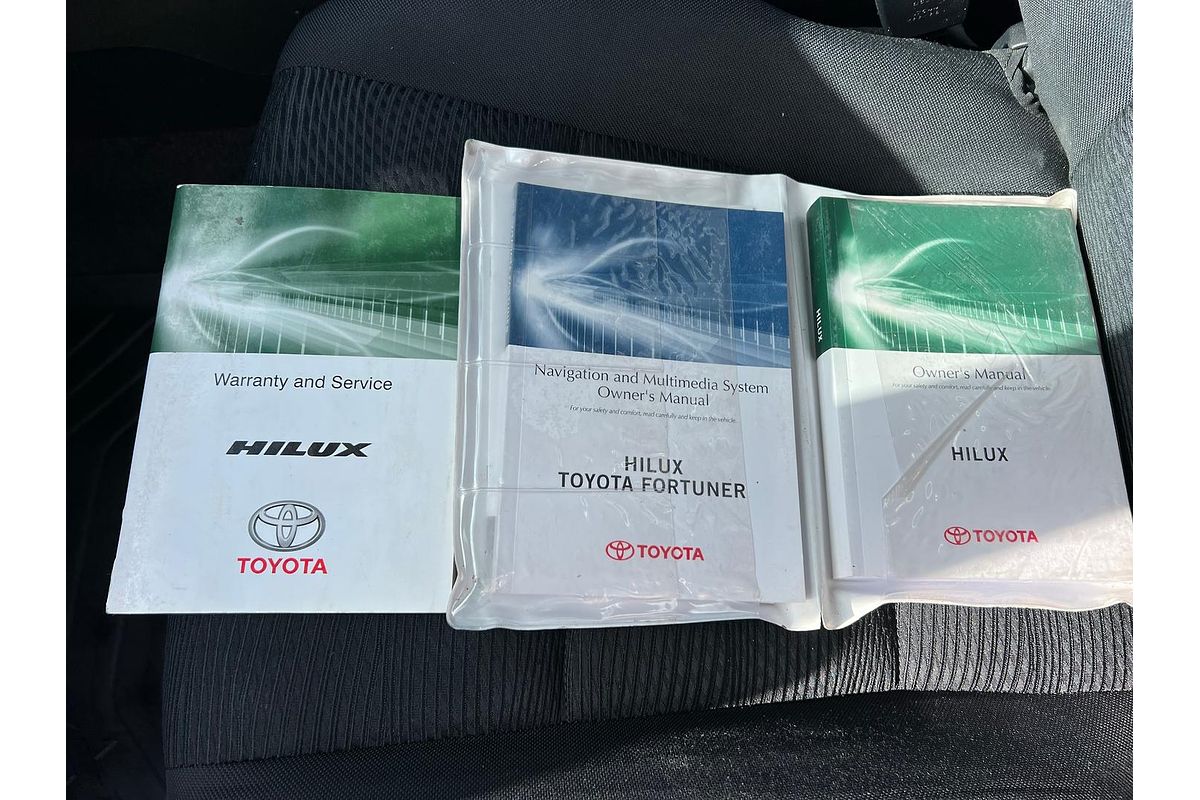 Warranty and Service
HILUX
TOYOTA
Navigation and Multimedia System
Owner's Manual
For your safety and comfort, read carefully and keep in the vehicle.
HILUX
TOYOTA FORTUNER
TOYOTA
HILUX
Owner's Manual
For your safety and comfort, read carefully and keep in the vehicle.
HILUX
TOYOTA